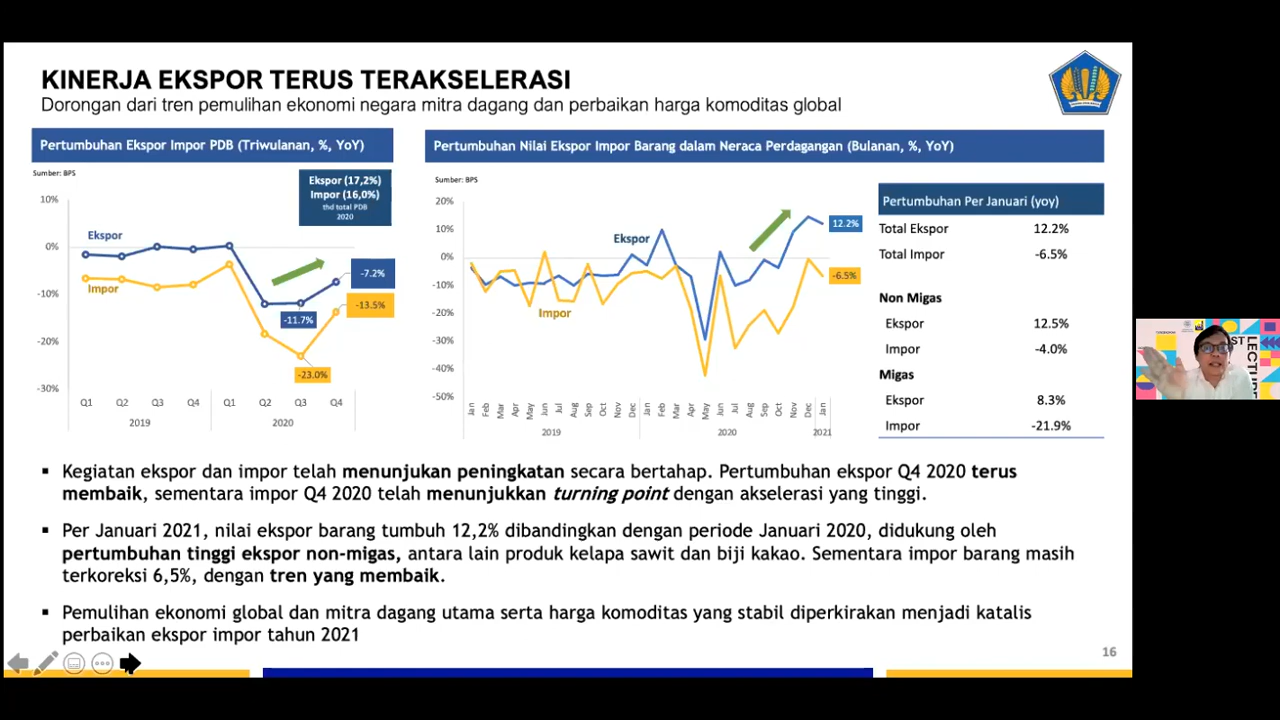 KINERJA EKSPOR TERUS TERAKSELERASI
Dorongan dari tren pemulihan ekonomi negara mitra dagang dan perbaikan harga komoditas global
Pertumbuhan Ekspor Impor PDB (Triwulanan, %, YoY)
Sumber: BPS
Ekspor (17,2%)
Impor (16,0%)
thd total PDB
2020
10%
0%
-10%
-20%
-30%
Ekspor
Impor
-7.2%
-13.5%
-11.7%
-23.0%
Q1 Q2 Q3 Q4 Q1 Q2 Q3 Q4
2019 2020
Pertumbuhan Nilai Ekspor Impor Barang dalam Neraca Perdagangan (Bulanan, %, YoY)
Sumber: BPS
20%
10%
0%
-10%
-20%
-30%
-40%
-50%
Ekspor
Impor
12.2%
-6.5%
Jan Feb Mar Apr May Jun Jul Aug Sep Oct Nov Dec Jan Feb Mar Apr May Jun Jul Aug Sep Oct Nov Dec Jan
2019 2020 2021
Pertumbuhan Per Januari (yoy)
Total Ekspor 12.2%
Total Impor -6.5%
Non Migas
Ekspor 12.5%
Impor -4.0%
Migas
Ekspor 8.3%
Impor -21.9%
▪ Kegiatan ekspor dan impor telah menunjukan peningkatan secara bertahap. Pertumbuhan ekspor Q4 2020 terus
membaik, sementara impor Q4 2020 telah menunjukkan turning point dengan akselerasi yang tinggi.
▪ Per Januari 2021, nilai ekspor barang tumbuh 12,2% dibandingkan dengan periode Januari 2020, didukung oleh
pertumbuhan tinggi ekspor non-migas, antara lain produk kelapa sawit dan biji kakao. Sementara impor barang masih
terkoreksi 6,5%, dengan tren yang membaik.
▪ Pemulihan ekonomi global dan mitra dagang utama serta harga komoditas yang stabil diperkirakan menjadi katalis
perbaikan ekspor impor tahun 2021
16